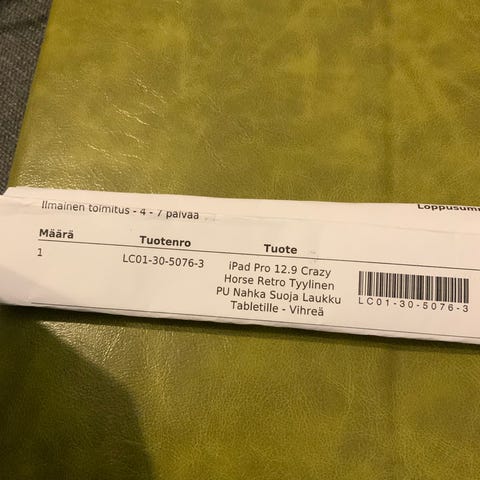 Ilmainen toimitus - 4 - 7 päivää
Määrä Tuotenro Tuote
1 LC01-30-5076-3 iPad Pro 12.9 Crazy
Horse Retro Tyylinen
PU Nahka Suoja Laukku
Tabletille - Vihreä
LC01-30-5076-3